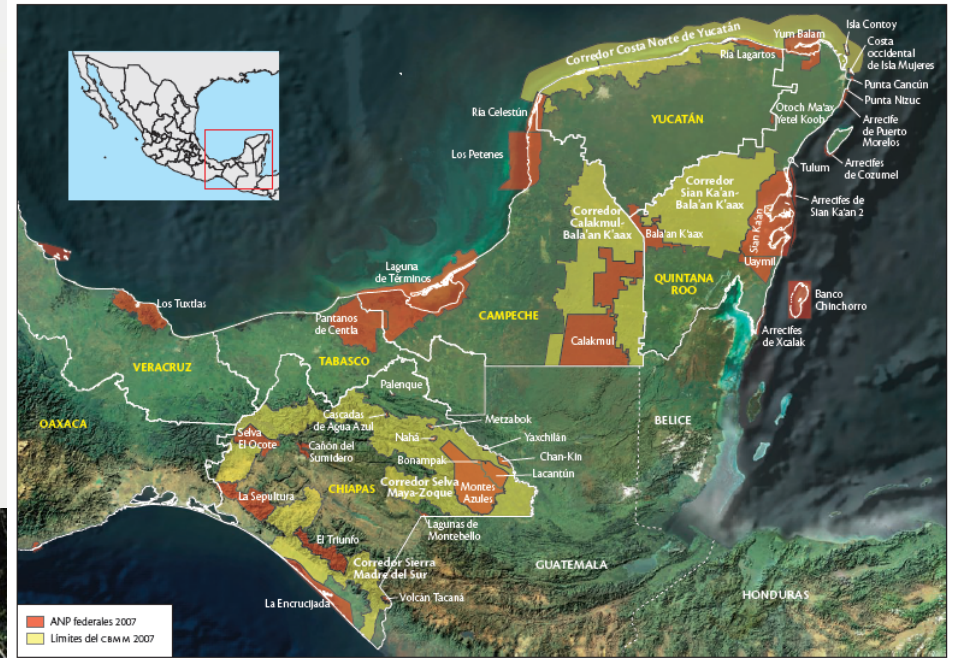 Isla Contoy
Costa
occidental
de Isla Mujeres
Corredor Costa Norte de Yucatán
Yum Balam
Ría Lagartos
Punta Cancún
Punta Nizuc
Ría Celestún
YUCATÁN
Otoch Ma'ax
Yetel Kooh
Arrecife
de Puerto
Morelos
Los Petenes
Tulum
Arrecifes
de Cozumel
Corredor
Sian Ka'an-
Bala'an K'aax
Corredor
Calakmul-
Bala'an K'aax
Arrecifes de
Sian Ka'an 2
Sian Ka'an
Bala'an K'aax
Uaymil
Laguna
de Términos
QUINTANA
ROO
Banco
Chinchorro
Los Tuxtlas
Pantanos
de Centla
CAMPECHE
Calakmul
Arrecifes
de Xcalak
VERACRUZ
TABASCO
Palenque
OAXACA
Cascadas
de Agua Azul
Metzabok
BELICE
Selva
El Ocote
Nahá
Yaxchilán
Cañón del
Sumidero
Bonampak
Chan-Kin
Lacantún
CHIAPAS
Corredor Selva
Maya-Zoque
Montes
Azules
La Sepultura
Lagunas de
Montebello
El Triunfo
GUATEMALA
Corredor Sierra
Madre del Sur
HONDURAS
La Encrucijada
Volcán Tacaná
ANP federales 2007
Límites del CBMM 2007